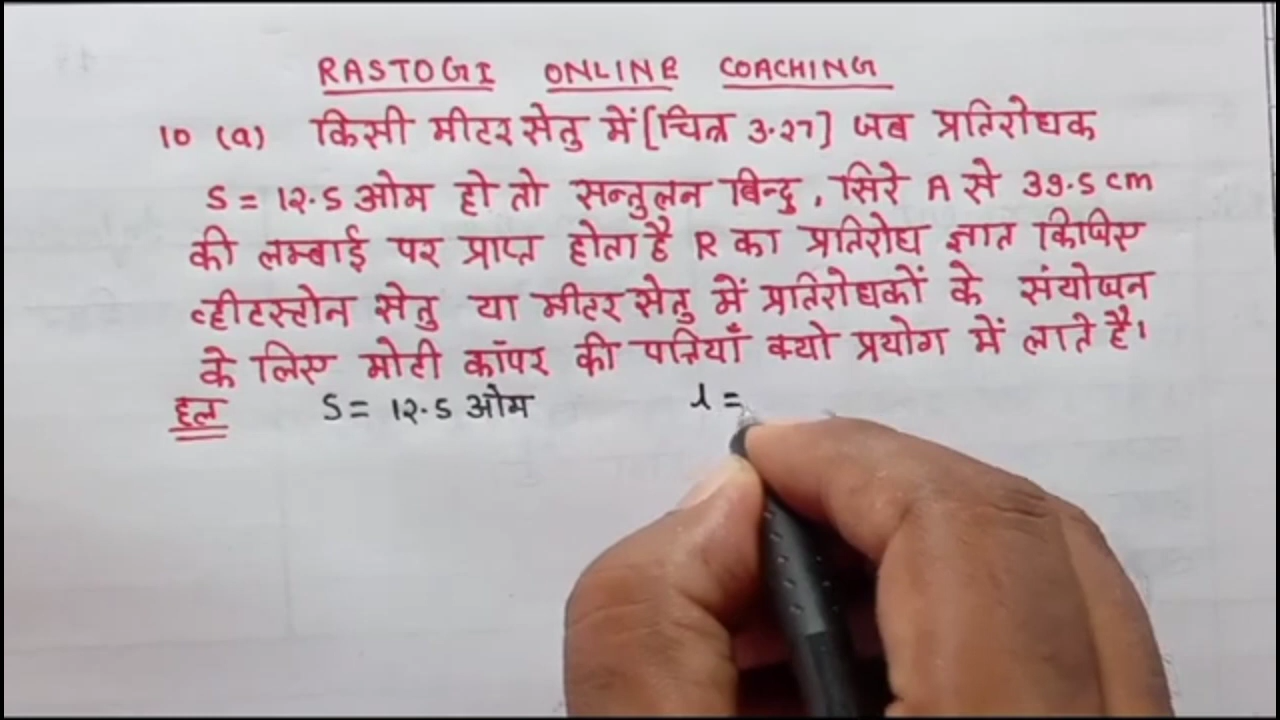 RASTOGI ONLINE COACHING
10 (a) किसी मीटर सेतु में [चित्र 3.27] जब प्रतिरोधक
S = 12.5 ओम हो तो सन्तुलन बिन्दु, सिरे A से 39.5 cm
की लम्बाई पर प्राप्त होता है R का प्रतिरोध ज्ञात किजिए
व्हीटस्टोन सेतु या मीटर सेतु में प्रतिरोधकों के संयोजन
के लिए मोटी कॉपर की पत्तियाँ क्यो प्रयोग में लाते है।
हल S = 12.5 ओम l =